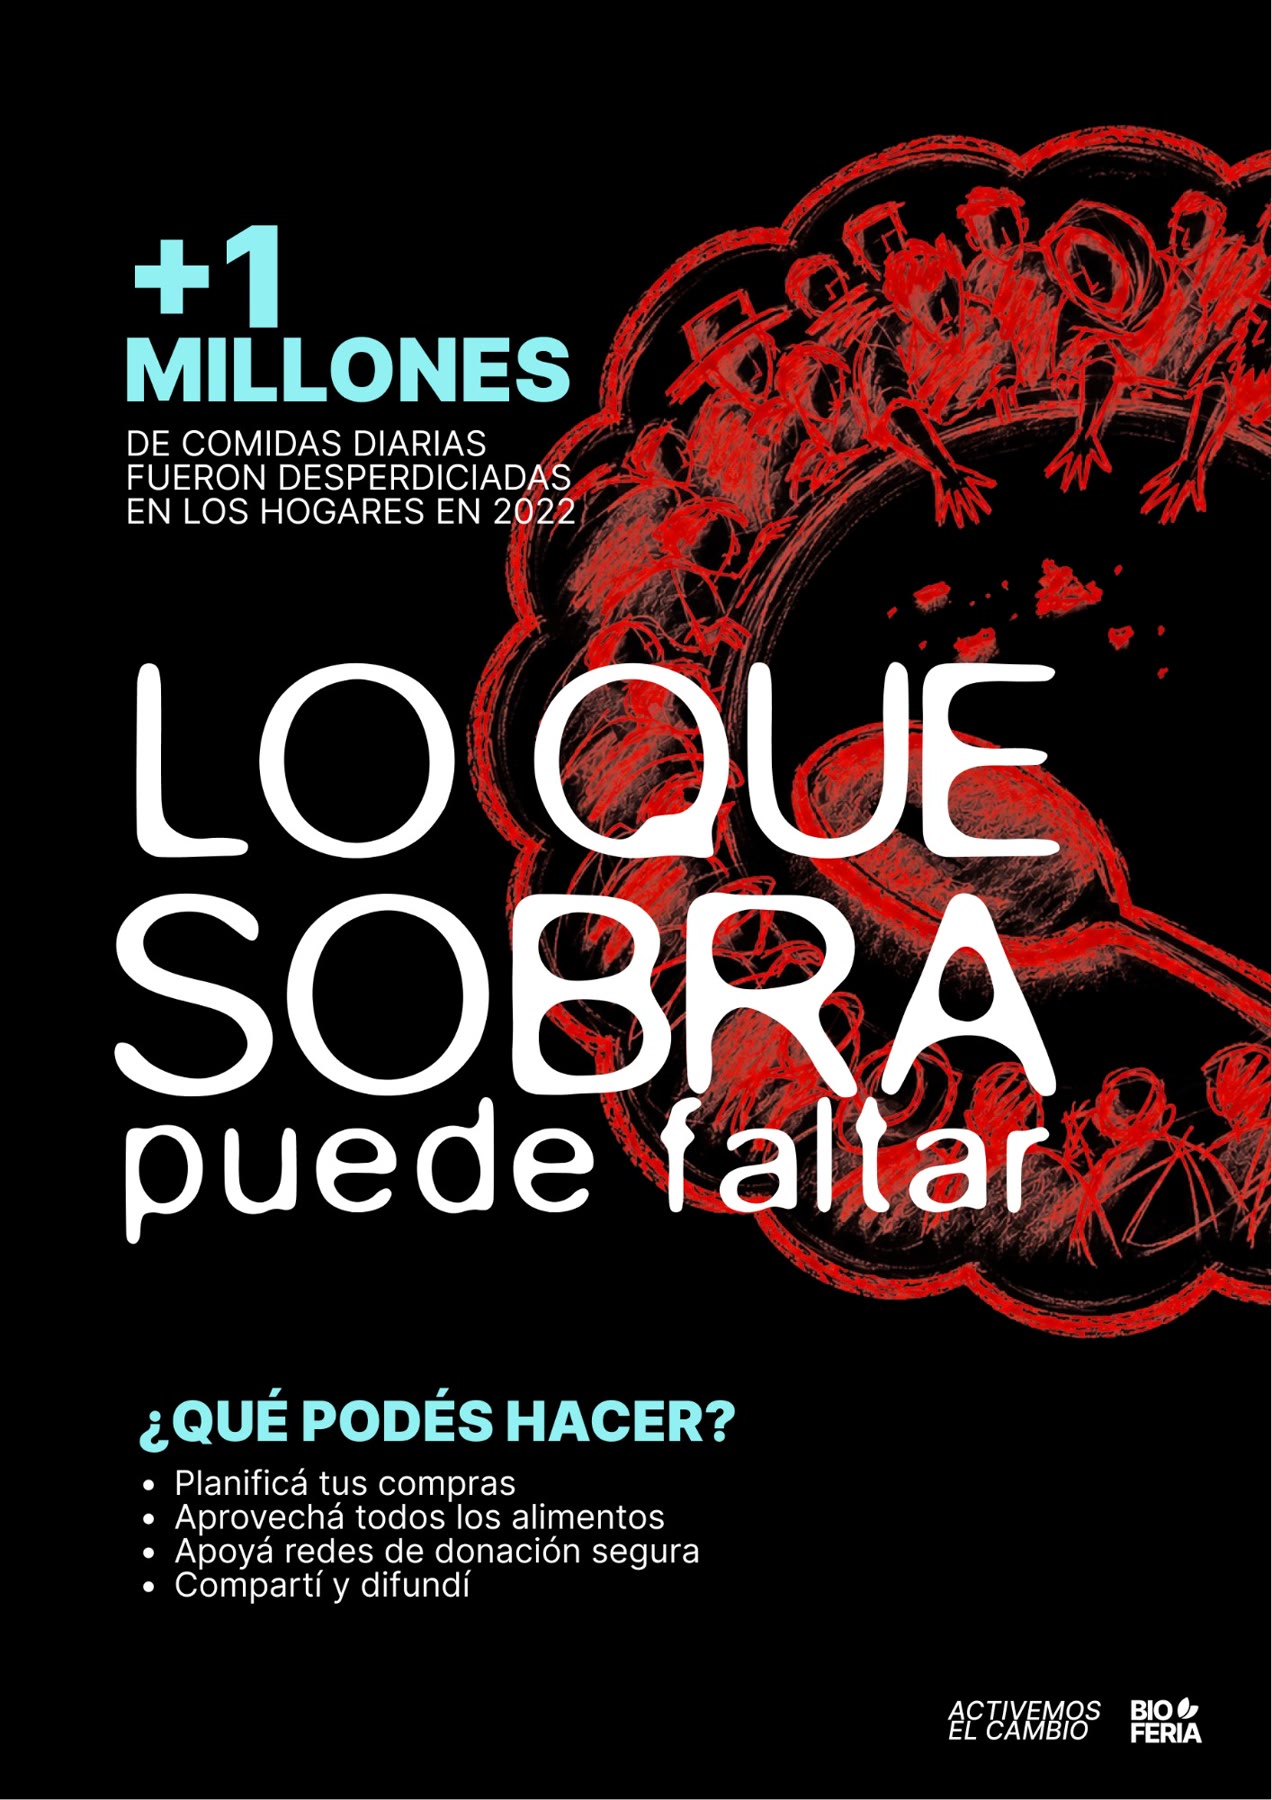 +1
MILLONES
DE COMIDAS DIARIAS
FUERON DESPERDICIADAS
EN LOS HOGARES EN 2022
LO QUE
SOBRA
puede faltar
¿QUÉ PODÉS HACER?
• Planificá tus compras
• Aprovechá todos los alimentos
• Apoyá redes de donación segura
• Compartí y difundí
ACTIVEMOS
EL CAMBIO
BIO
FERIA